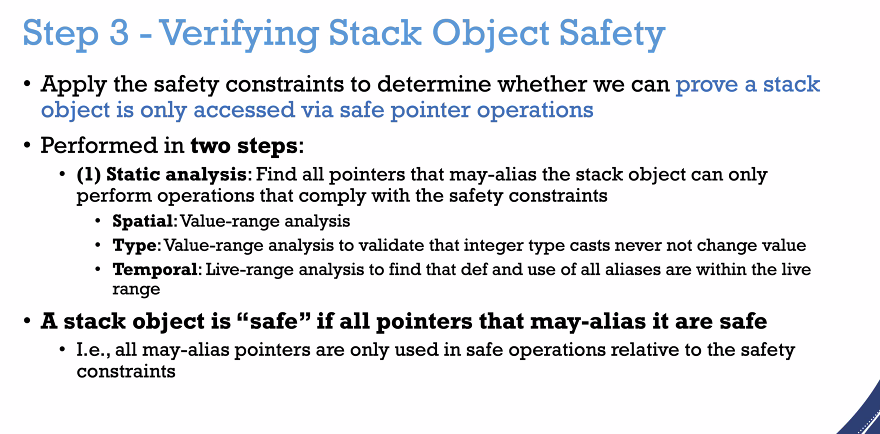 Step 3 - Verifying Stack Object Safety
• Apply the safety constraints to determine whether we can prove a stack
object is only accessed via safe pointer operations
• Performed in two steps:
• (1) Static analysis: Find all pointers that may-alias the stack object can only
perform operations that comply with the safety constraints
• Spatial: Value-range analysis
• Type: Value-range analysis to validate that integer type casts never not change value
• Temporal: Live-range analysis to find that def and use of all aliases are within the live
range
• A stack object is “safe” if all pointers that may-alias it are safe
• I.e., all may-alias pointers are only used in safe operations relative to the safety
constraints